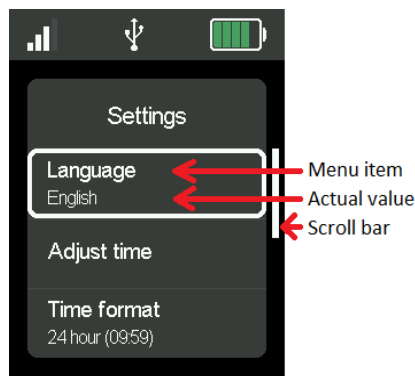 Settings
Language
English
Adjust time
Time format
24 hour (09:59)
Menu item
Actual value
Scroll bar